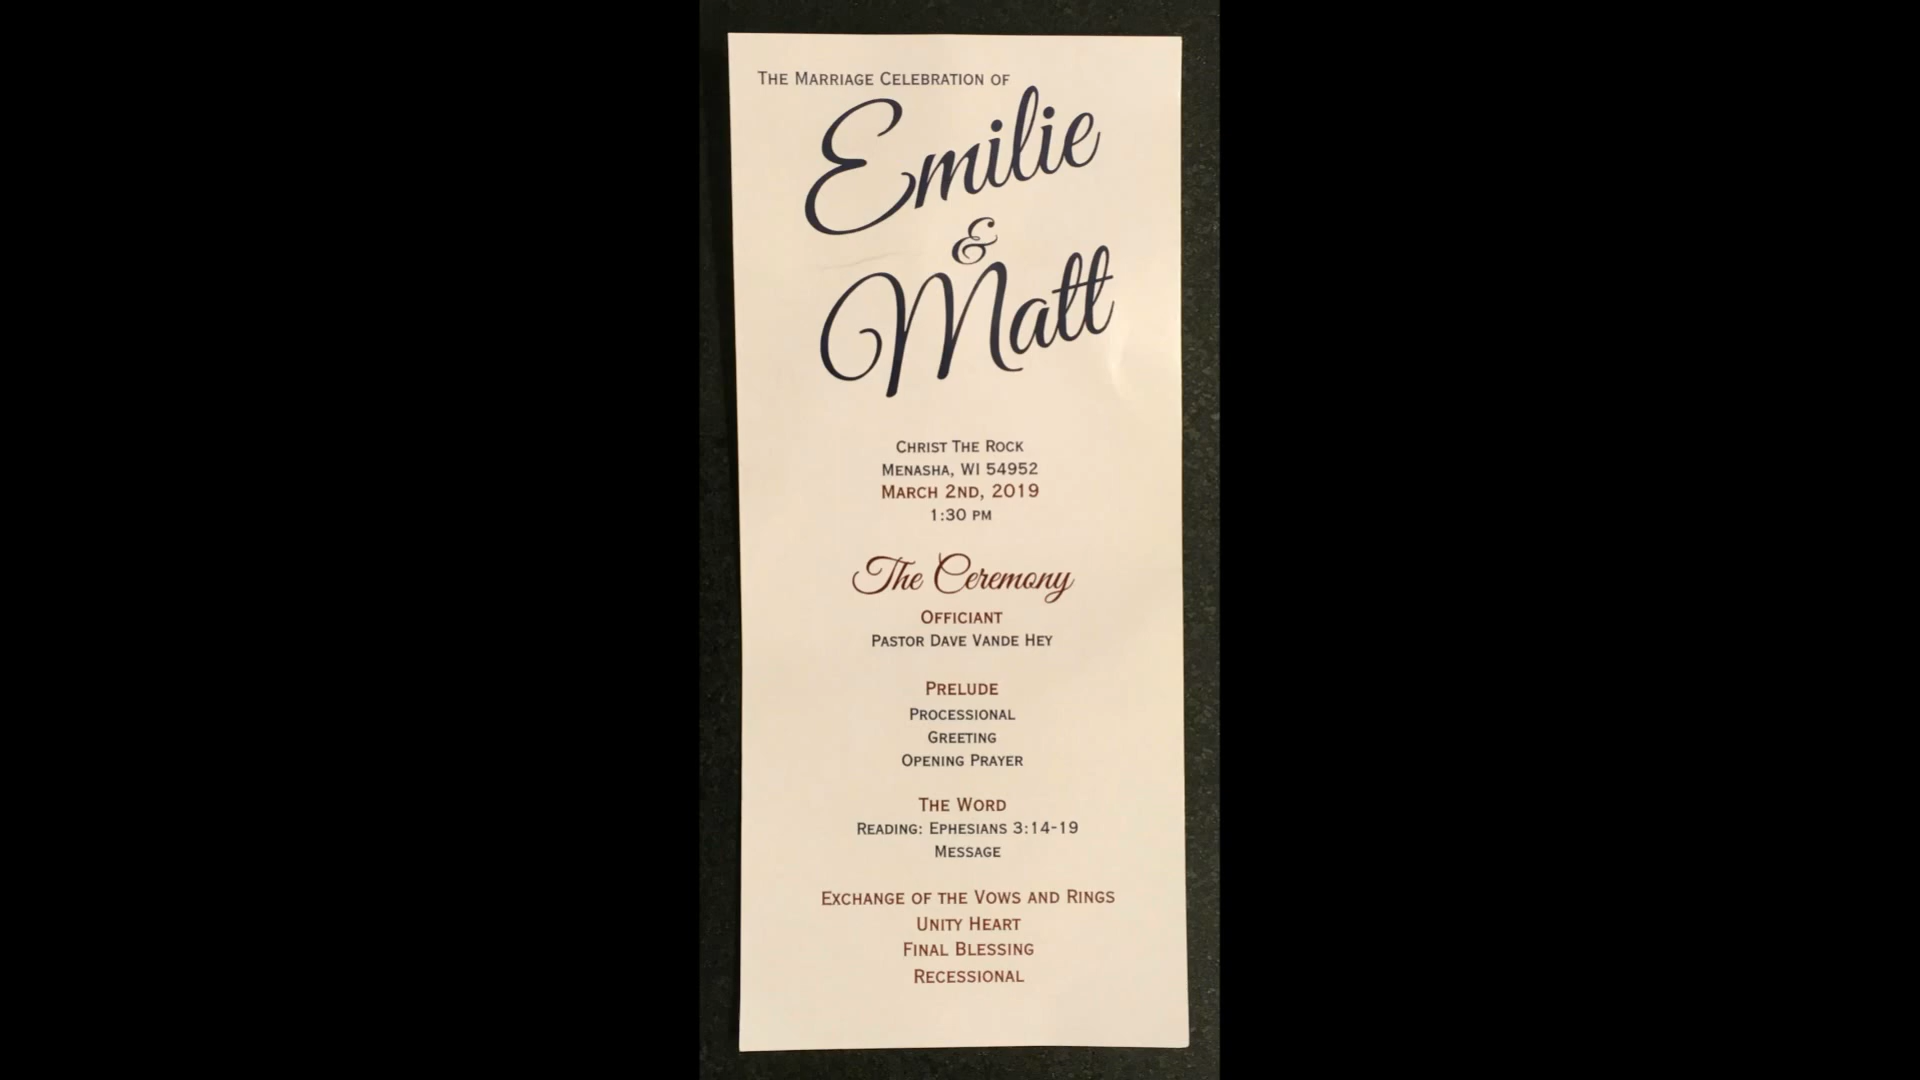 The Marriage Celebration of
Emilie
&
Matt
Christ The Rock
Menasha, WI 54952
March 2nd, 2019
1:30 pm
The Ceremony
Officiant
Pastor Dave Vande Hey
Prelude
Processional
Greeting
Opening Prayer
The Word
Reading: Ephesians 3:14-19
Message
Exchange of the Vows and Rings
Unity Heart
Final Blessing
Recessional